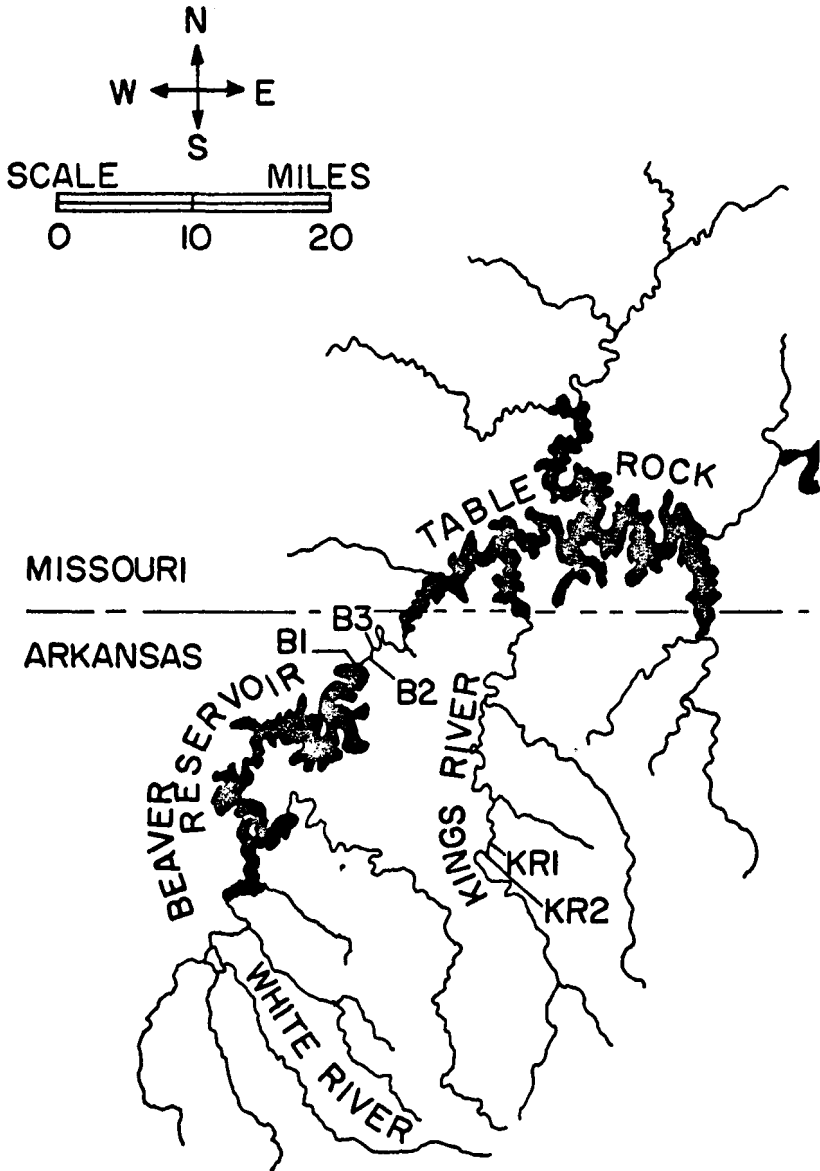 N
W E
S
SCALE MILES
0 10 20
TABLE ROCK
MISSOURI
ARKANSAS
B3
B1
B2
BEAVER
RESERVOIR
KINGS RIVER
KR1
KR2
WHITE RIVER